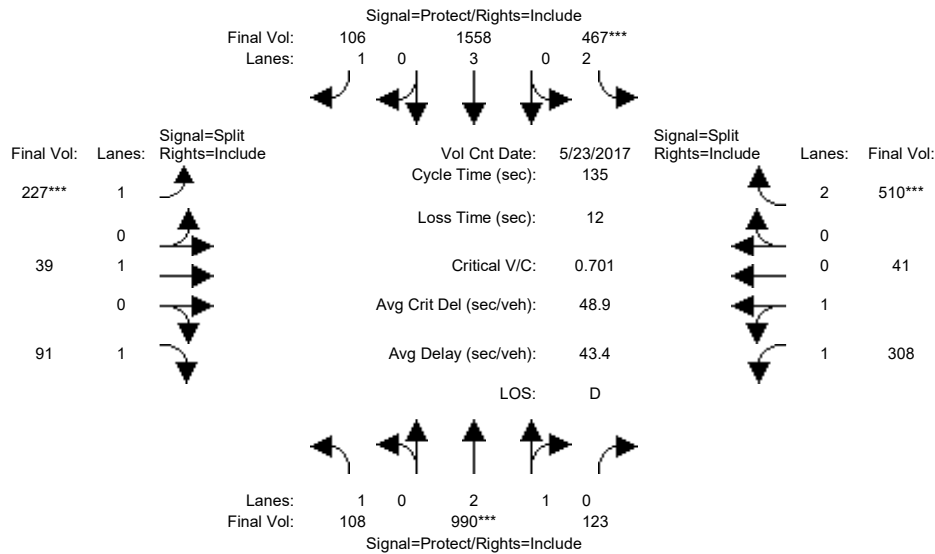 Signal=Protect/Rights=Include
Final Vol: 106 1558 467***
Lanes: 1 0 3 0 2
Signal=Split
Final Vol: Lanes: Rights=Include
Vol Cnt Date: 5/23/2017
Signal=Split
Rights=Include Lanes: Final Vol:
Cycle Time (sec): 135
227*** 1
2 510***
Loss Time (sec): 12
0
0
39 1
Critical V/C: 0.701
0 41
0
Avg Crit Del (sec/veh): 48.9
1
91 1
Avg Delay (sec/veh): 43.4
1 308
LOS: D
Lanes: 1 0 2 1 0
Final Vol: 108 990*** 123
Signal=Protect/Rights=Include